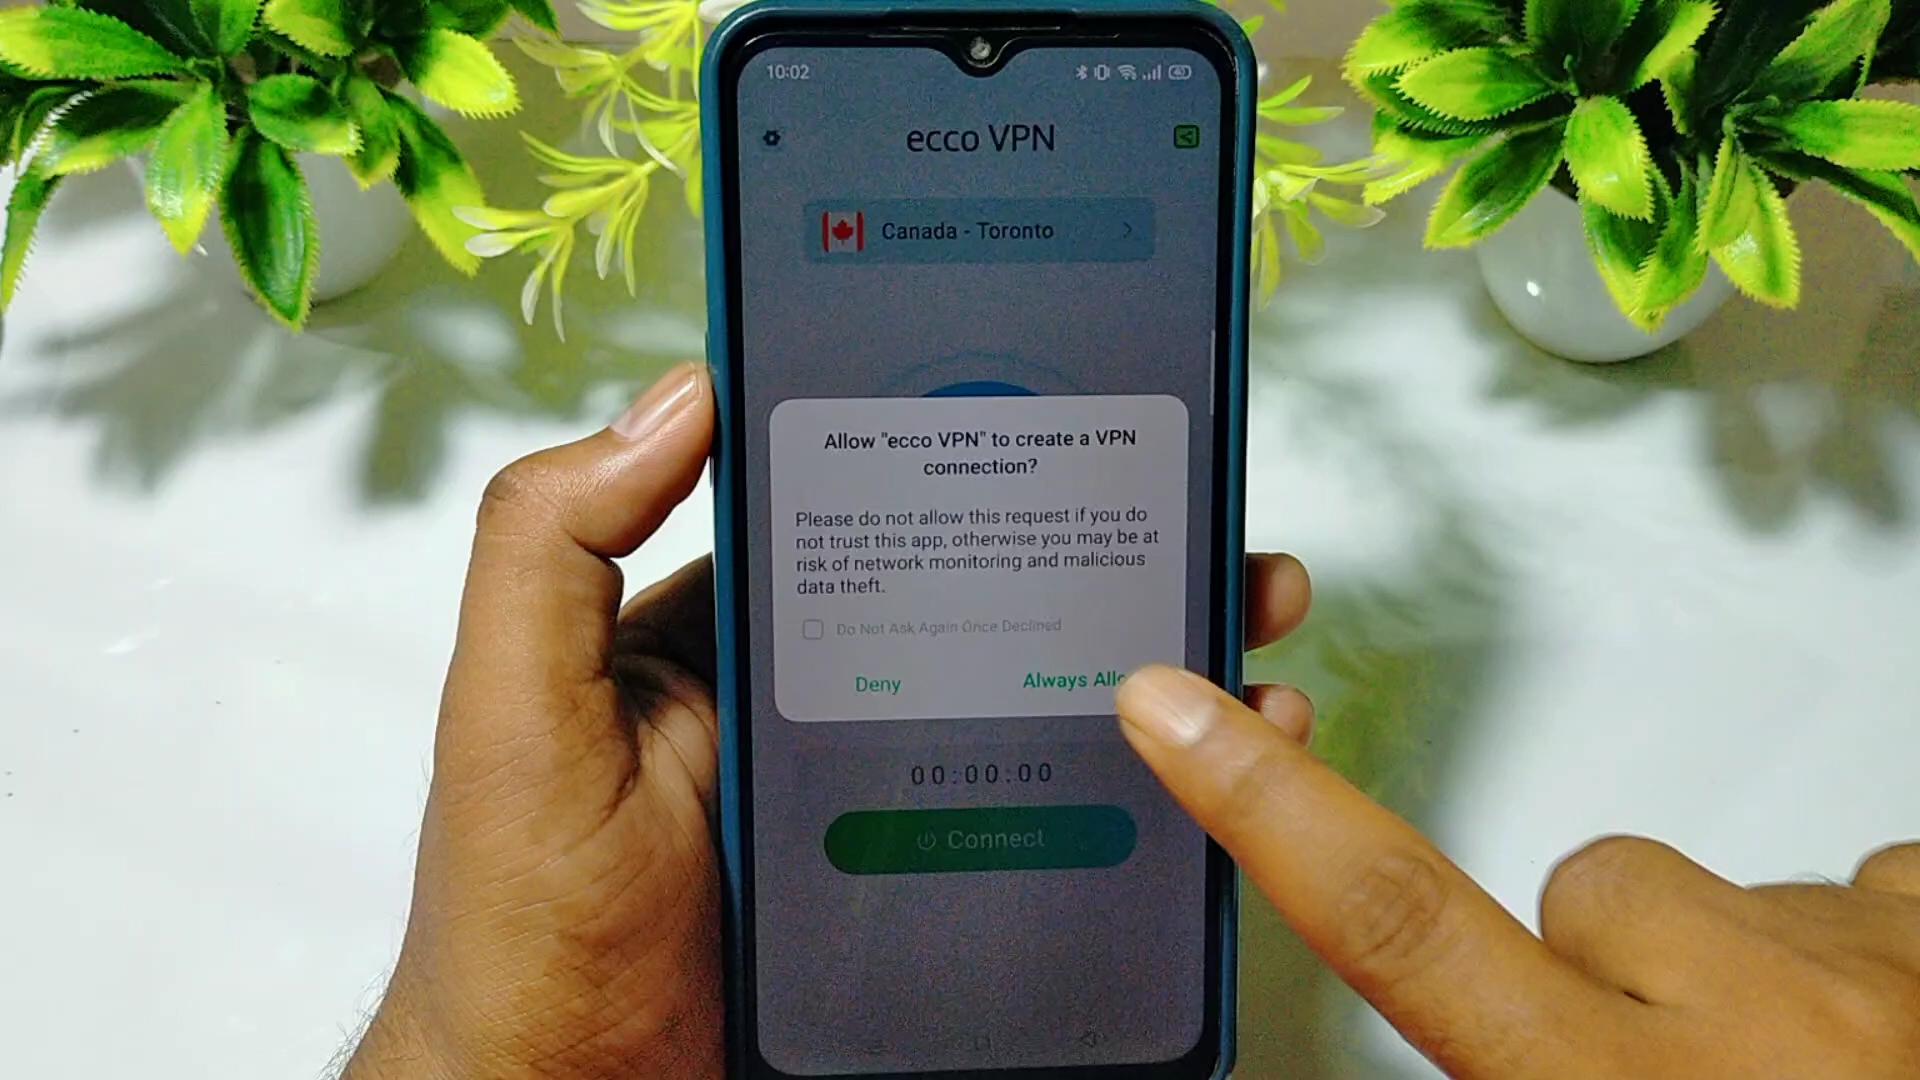 10:02
ecco VPN
Canada - Toronto
Allow "ecco VPN" to create a VPN
connection?
Please do not allow this request if you do
not trust this app, otherwise you may be at
risk of network monitoring and malicious
data theft.
Do Not Ask Again Once Declined
Deny
Always Allo
00:00:00
Connect